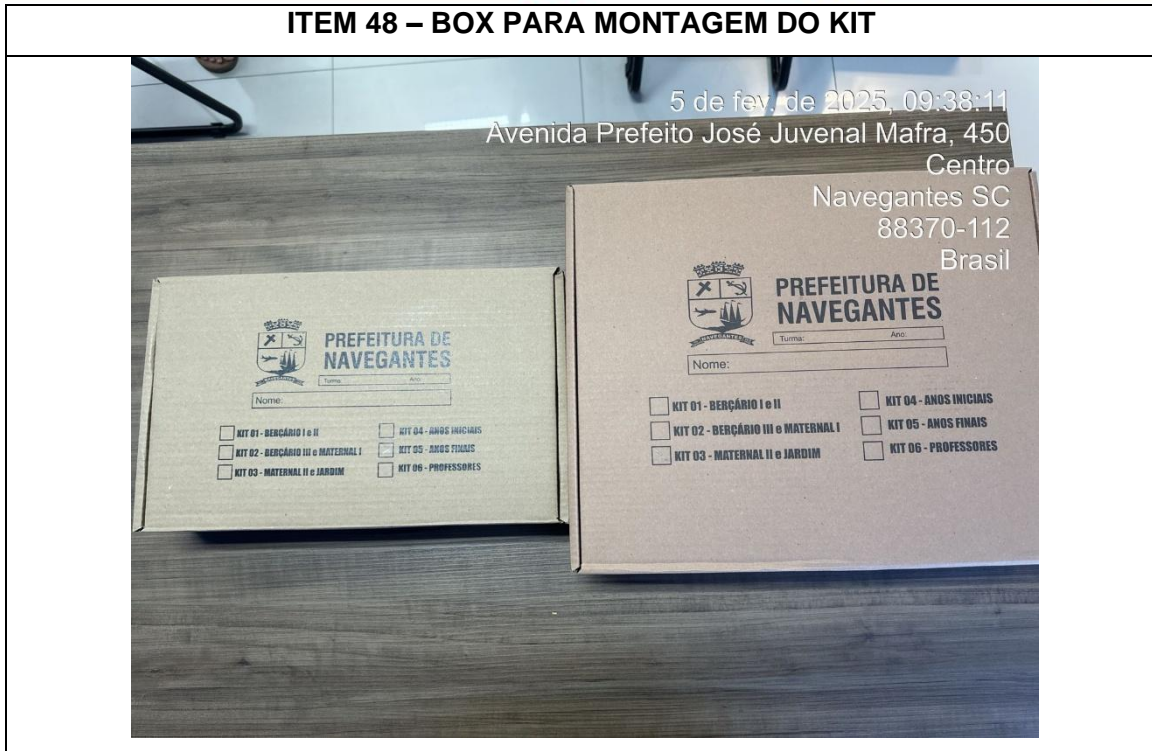 ITEM 48 – BOX PARA MONTAGEM DO KIT
5 de fev. de 2025, 09:38:11
Avenida Prefeito José Juvenal Mafra, 450
Centro
Navegantes SC
88370-112
Brasil
PREFEITURA DE
NAVEGANTES
Turma: Ano:
Nome:
KIT 01 - BERÇÁRIO I e II
KIT 02 - BERÇÁRIO III e MATERNAL I
KIT 03 - MATERNAL II e JARDIM
KIT 04 - ANOS INICIAIS
KIT 05 - ANOS FINAIS
KIT 06 - PROFESSORES
NAVEGANTES
PREFEITURA DE
NAVEGANTES
Turma: Ano:
Nome:
KIT 01 - BERÇÁRIO I e II
KIT 02 - BERÇÁRIO III e MATERNAL I
KIT 03 - MATERNAL II e JARDIM
KIT 04 - ANOS INICIAIS
KIT 05 - ANOS FINAIS
KIT 06 - PROFESSORES